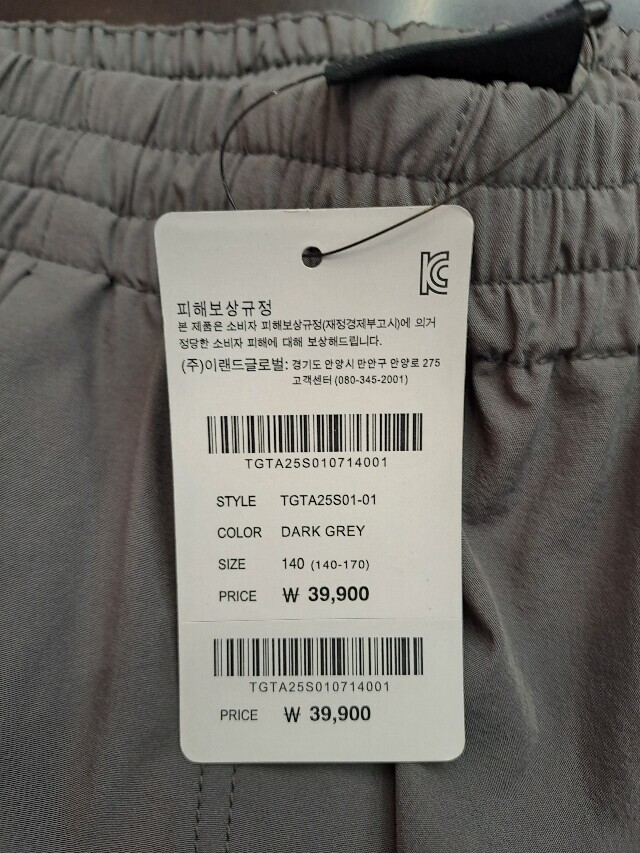 피해보상규정
본 제품은 소비자 피해보상규정(재정경제부고시)에 의거
정당한 소비자 피해에 대해 보상해드립니다.
(주)이랜드글로벌: 경기도 안양시 만안구 안양로 275
고객센터 (080-345-2001)
TGTA25S010714001
STYLE TGTA25S01-01
COLOR DARK GREY
SIZE 140 (140-170)
PRICE ₩ 39,900
TGTA25S010714001
PRICE ₩ 39,900